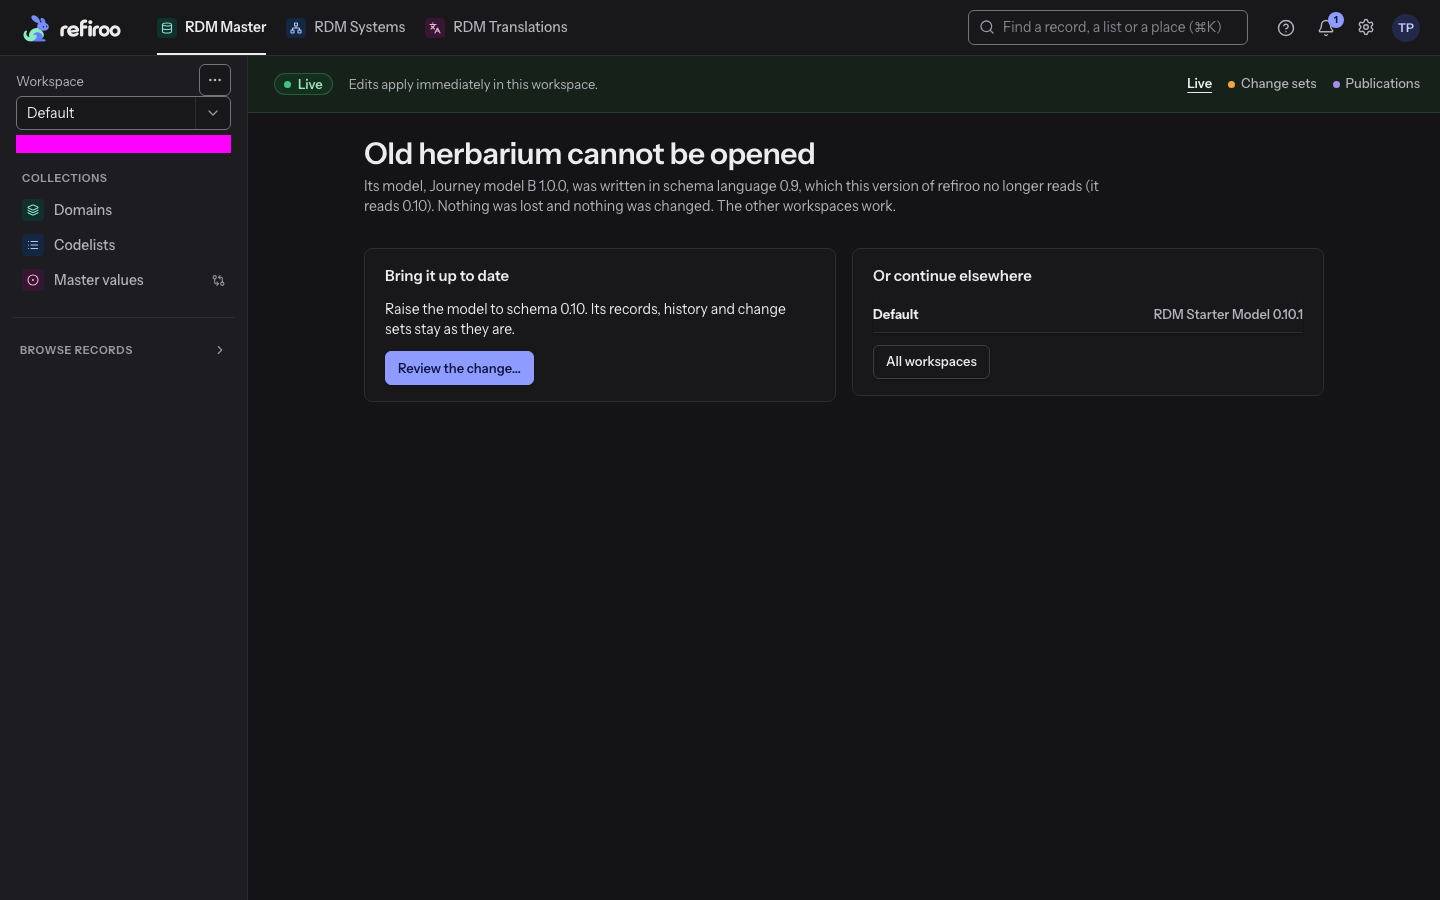 refiroo
RDM Master
RDM Systems
RDM Translations
Find a record, a list or a place (⌘K)
1
TP
Workspace
Default
Live
Edits apply immediately in this workspace.
Live
Change sets
Publications
COLLECTIONS
Domains
Codelists
Master values
BROWSE RECORDS
Old herbarium cannot be opened
Its model, Journey model B 1.0.0, was written in schema language 0.9, which this version of refiroo no longer reads (it
reads 0.10). Nothing was lost and nothing was changed. The other workspaces work.
Bring it up to date
Raise the model to schema 0.10. Its records, history and change
sets stay as they are.
Review the change...
Or continue elsewhere
Default
RDM Starter Model 0.10.1
All workspaces